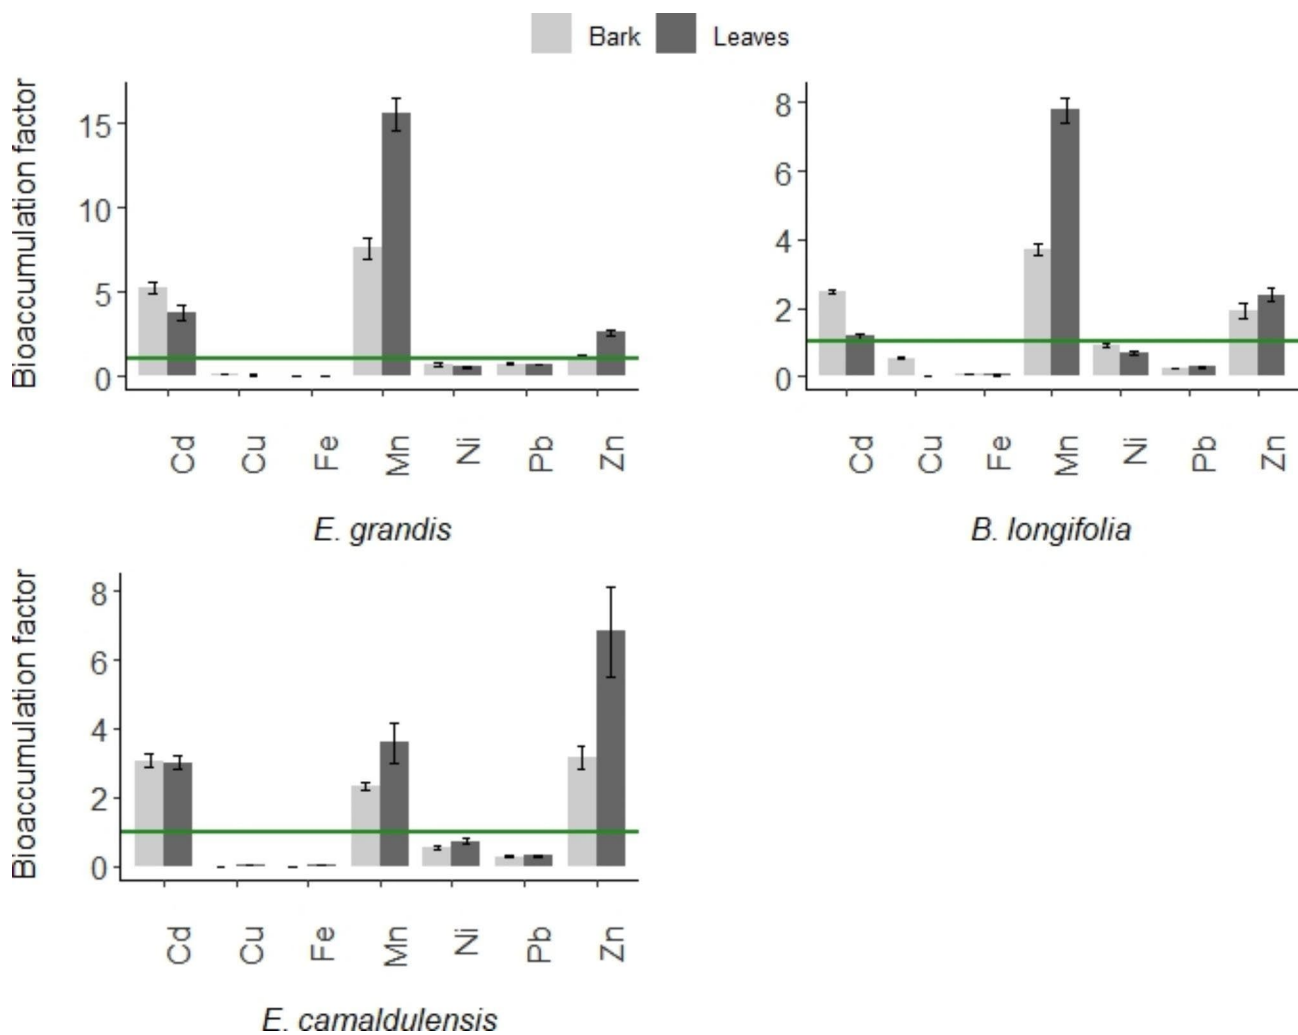 Bark Leaves
Bioaccumulation factor
15
10
5
0
Cd Cu Fe Mn Ni Pb Zn
E. grandis
8
6
4
2
0
Cd Cu Fe Mn Ni Pb Zn
B. longifolia
Bioaccumulation factor
8
6
4
2
0
Cd Cu Fe Mn Ni Pb Zn
E. camaldulensis